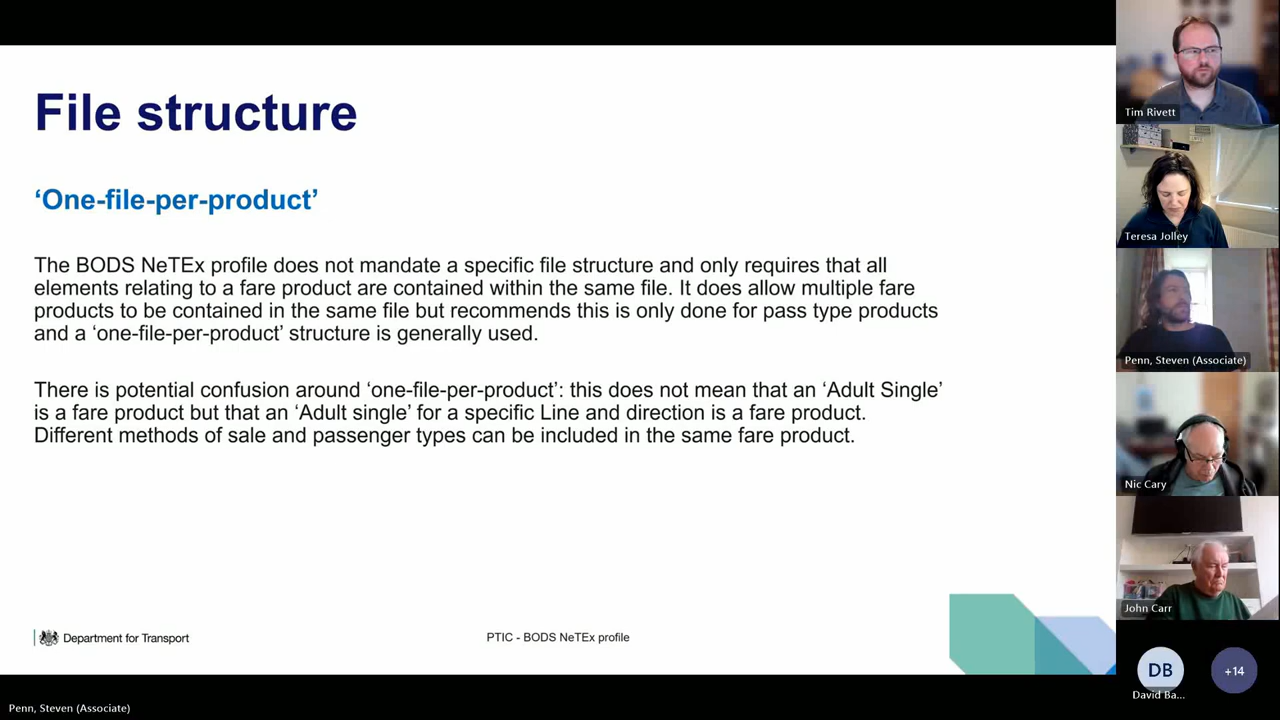 File structure
‘One-file-per-product’
The BODS NeTEx profile does not mandate a specific file structure and only requires that all
elements relating to a fare product are contained within the same file. It does allow multiple fare
products to be contained in the same file but recommends this is only done for pass type products
and a ‘one-file-per-product’ structure is generally used.
There is potential confusion around ‘one-file-per-product’: this does not mean that an ‘Adult Single’
is a fare product but that an ‘Adult single’ for a specific Line and direction is a fare product.
Different methods of sale and passenger types can be included in the same fare product.
Department for Transport
PTIC - BODS NeTEx profile
Penn, Steven (Associate)
Tim Rivett
Teresa Jolley
Penn, Steven (Associate)
Nic Cary
John Carr
DB
David Ba...
+14